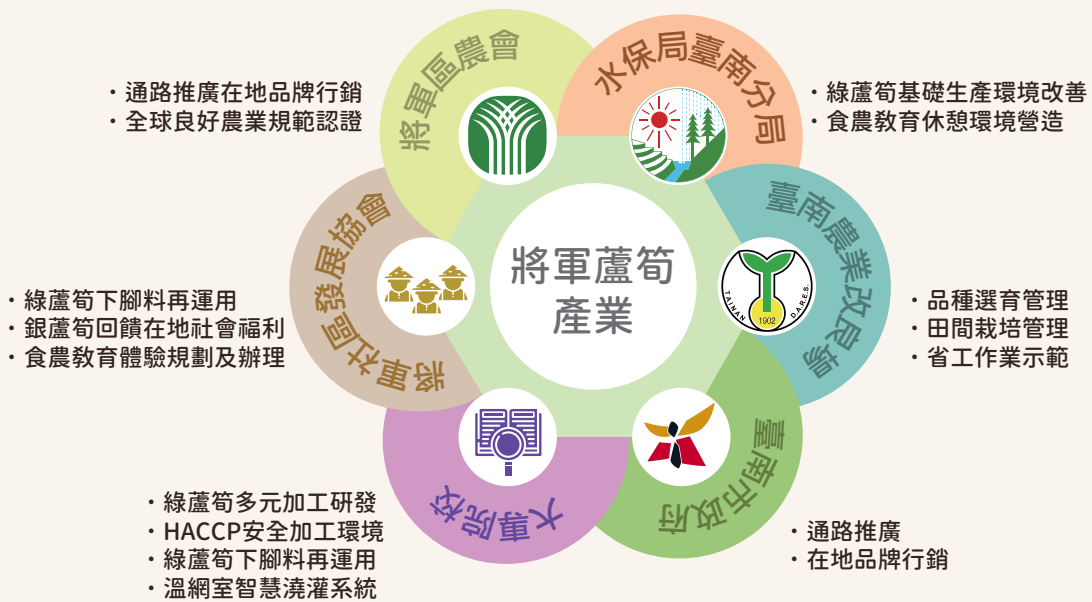 將軍區農會
・通路推廣在地品牌行銷
・全球良好農業規範認證
水保局臺南分局
・綠蘆筍基礎生產環境改善
・食農教育休憩環境營造
將軍蘆筍
產業
將軍社區發展協會
・綠蘆筍下腳料再運用
・銀蘆筍回饋在地社會福利
・食農教育體驗規劃及辦理
臺南農業改良場
TAINAN D.A.R.E.S.
1902
・品種選育管理
・田間栽培管理
・省工作業示範
大專院校
・綠蘆筍多元加工研發
・HACCP安全加工環境
・綠蘆筍下腳料再運用
・溫網室智慧澆灌系統
臺南市政府
・通路推廣
・在地品牌行銷